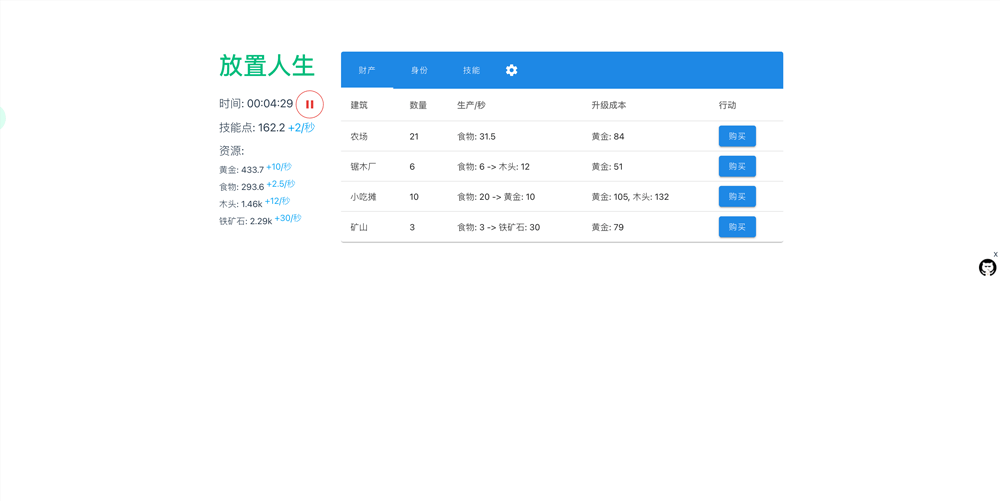 放置人生
时间: 00:04:29
技能点: 162.2 +2/秒
资源:
黄金: 433.7 +10/秒
食物: 293.6 +2.5/秒
木头: 1.46k +12/秒
铁矿石: 2.29k +30/秒
财产 身份 技能
建筑 数量 生产/秒 升级成本 行动
农场 21 食物: 31.5 黄金: 84 购买
锯木厂 6 食物: 6 -> 木头: 12 黄金: 51 购买
小吃摊 10 食物: 20 -> 黄金: 10 黄金: 105, 木头: 132 购买
矿山 3 食物: 3 -> 铁矿石: 30 黄金: 79 购买
x